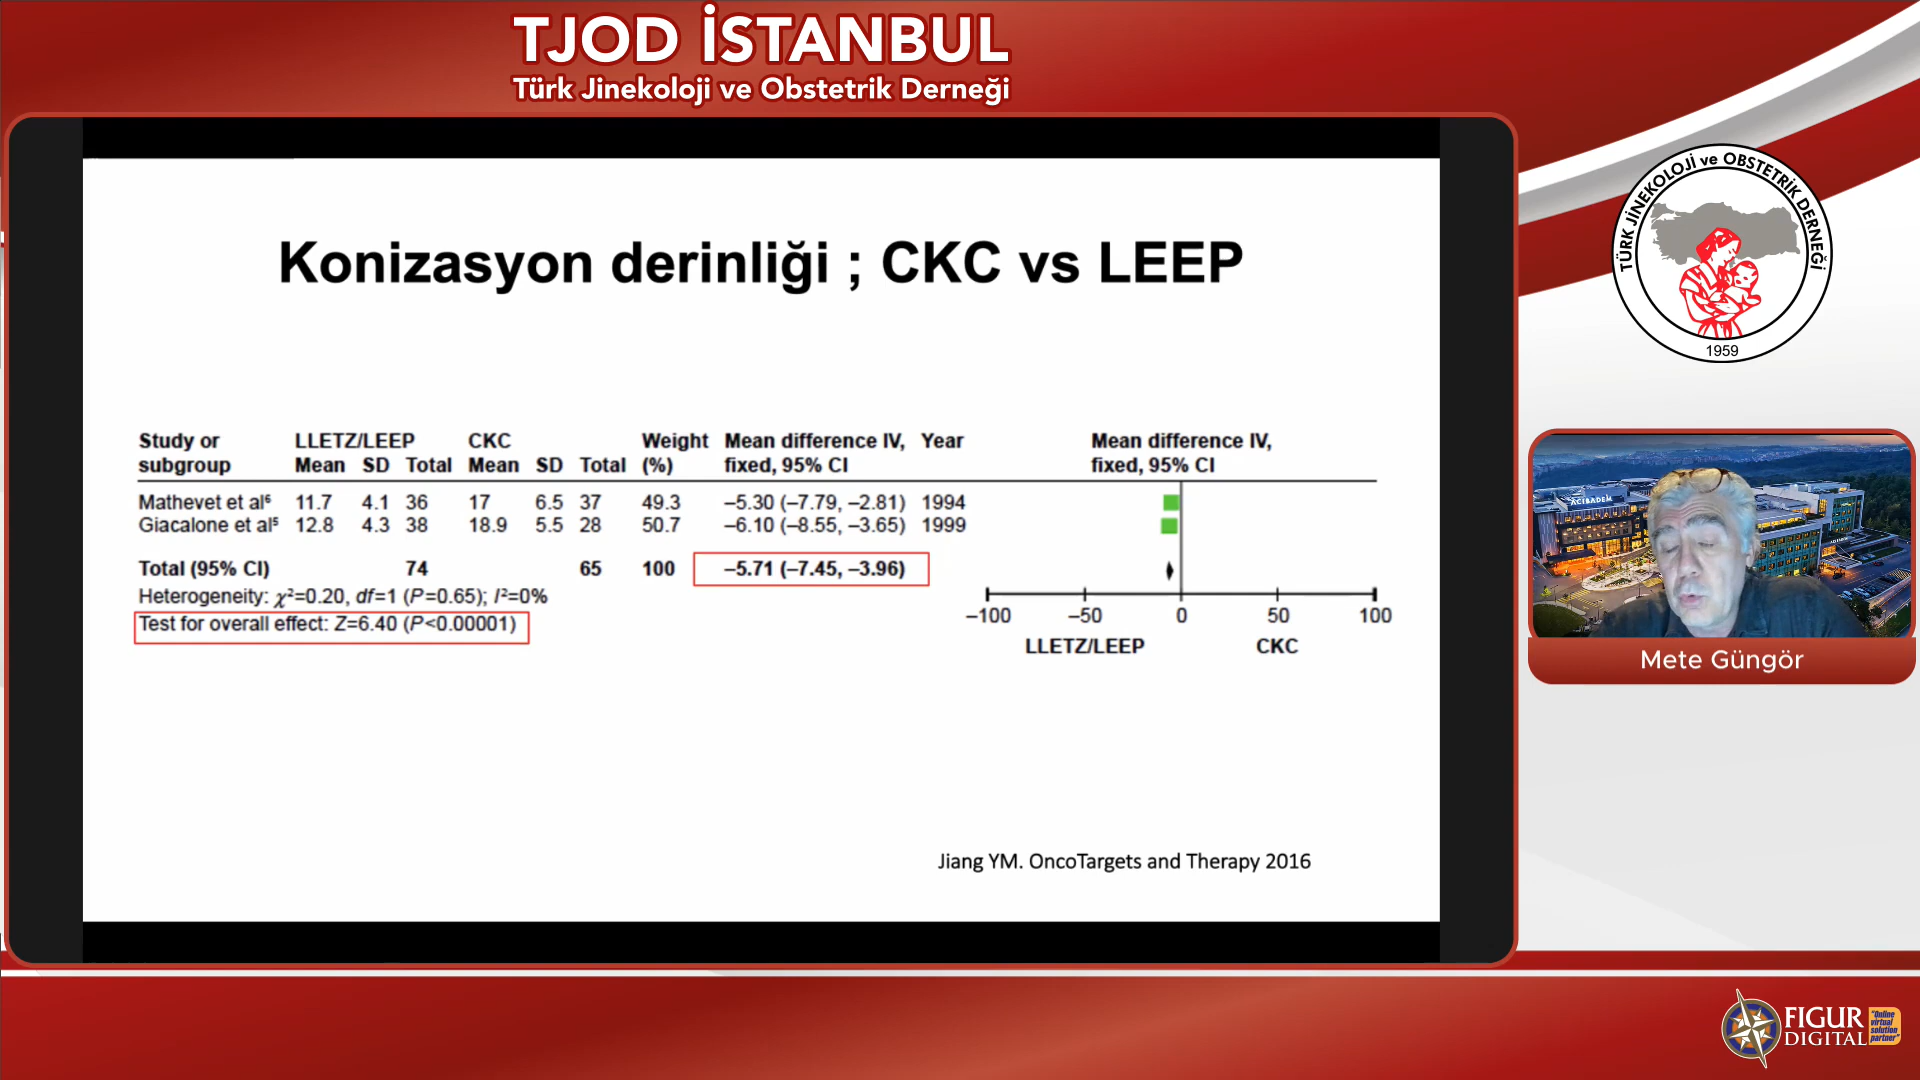 TJOD İSTANBUL
Türk Jinekoloji ve Obstetrik Derneği
TÜRK JİNEKOLOJİ ve OBSTETRİK DERNEĞİ
1959
Konizasyon derinliği ; CKC vs LEEP
Study or LLETZ/LEEP CKC Weight Mean difference IV, Year Mean difference IV,
subgroup Mean SD Total Mean SD Total (%) fixed, 95% CI fixed, 95% CI
Mathevet et al⁶ 11.7 4.1 36 17 6.5 37 49.3 –5.30 (–7.79, –2.81) 1994
Giacalone et al⁵ 12.8 4.3 38 18.9 5.5 28 50.7 –6.10 (–8.55, –3.65) 1999
Total (95% CI) 74 65 100 –5.71 (–7.45, –3.96)
Heterogeneity: χ²=0.20, df=1 (P=0.65); I²=0%
Test for overall effect: Z=6.40 (P<0.00001)
–100 –50 0 50 100
LLETZ/LEEP CKC
Jiang YM. OncoTargets and Therapy 2016
ACIBADEM
Mete Güngör
FIGUR
DIGITAL
"Online
virtual
solution
partner"